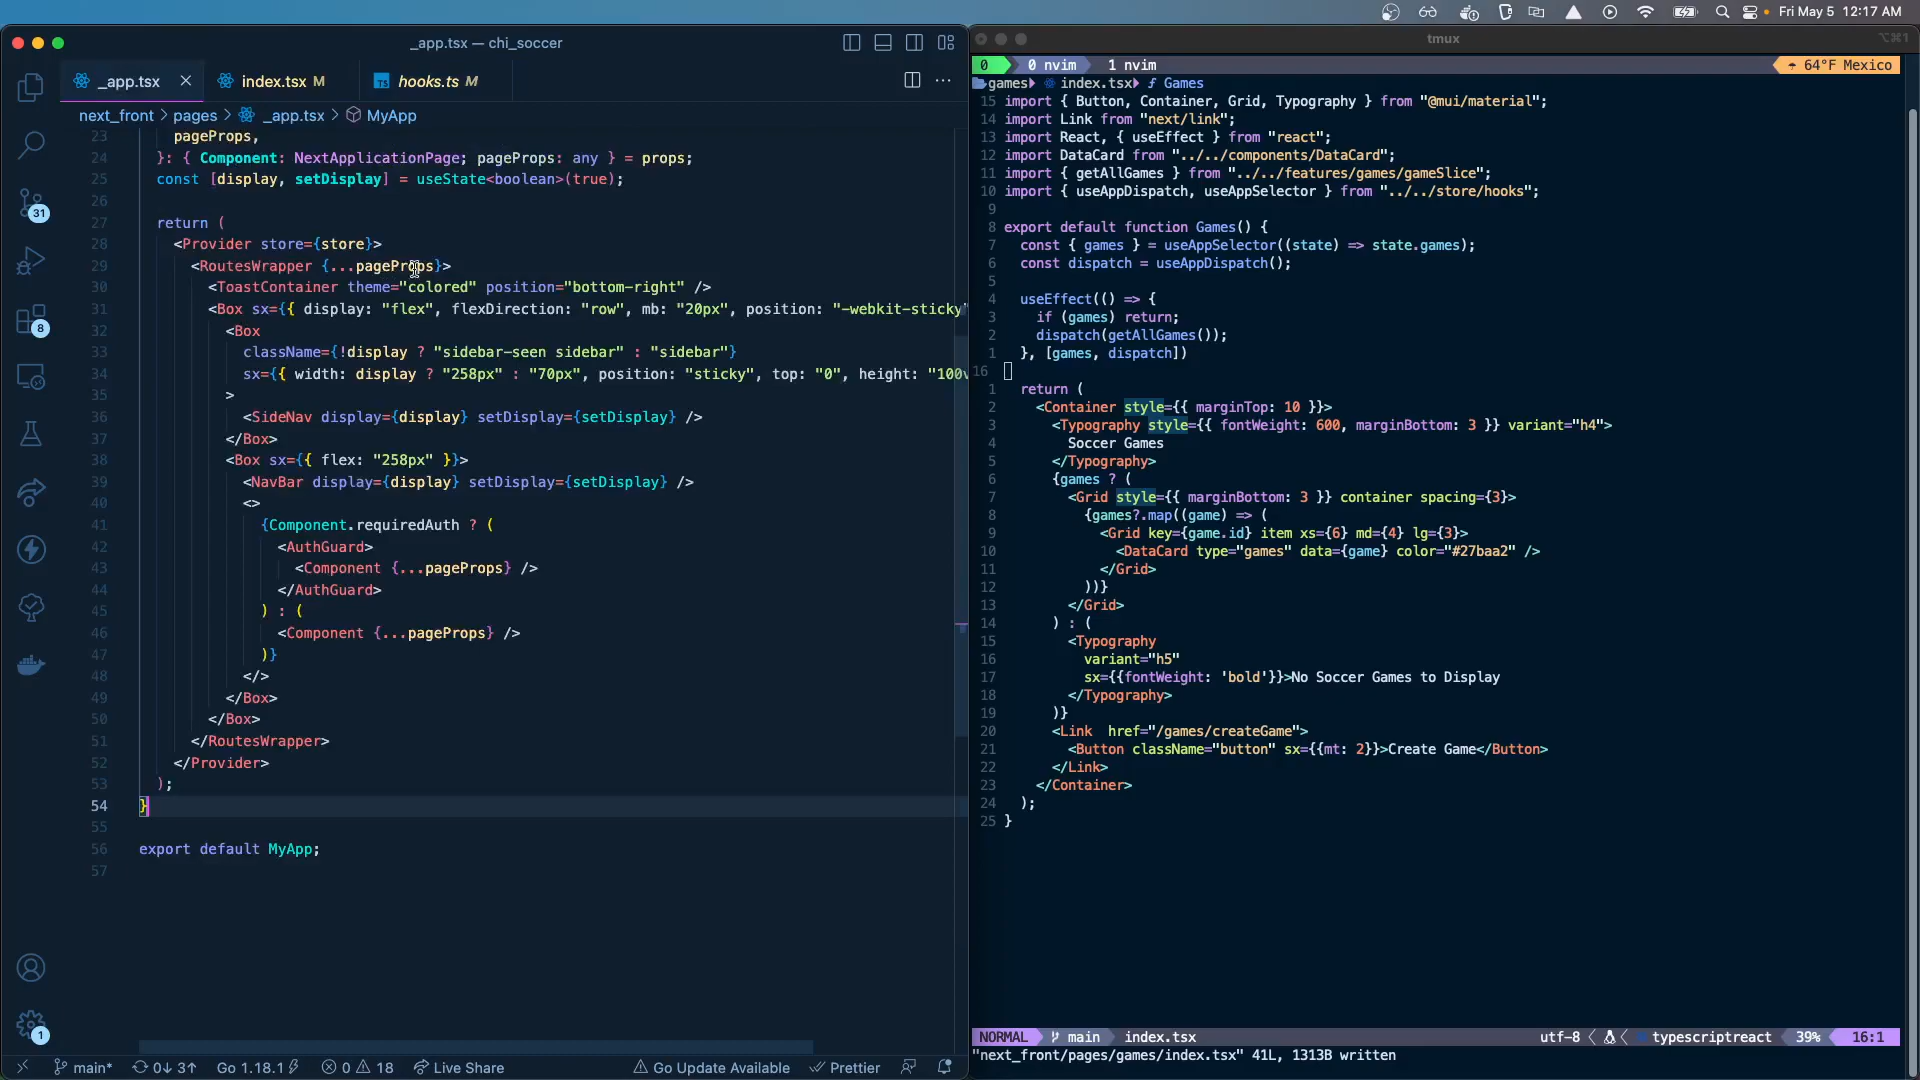 Fri May 5 12:17 AM
_app.tsx — chi_soccer
_app.tsx
index.tsx M
hooks.ts M
next_front > pages > _app.tsx > MyApp
23 pageProps,
24 }: { Component: NextApplicationPage; pageProps: any } = props;
25 const [display, setDisplay] = useState<boolean>(true);
26
27 return (
28 <Provider store={store}>
29 <RoutesWrapper {...pageProps}>
30 <ToastContainer theme="colored" position="bottom-right" />
31 <Box sx={{ display: "flex", flexDirection: "row", mb: "20px", position: "-webkit-sticky"
32 <Box
33 className={!display ? "sidebar-seen sidebar" : "sidebar"}
34 sx={{ width: display ? "258px" : "70px", position: "sticky", top: "0", height: "100v
35 >
36 <SideNav display={display} setDisplay={setDisplay} />
37 </Box>
38 <Box sx={{ flex: "258px" }}>
39 <NavBar display={display} setDisplay={setDisplay} />
40 <>
41 {Component.requiredAuth ? (
42 <AuthGuard>
43 <Component {...pageProps} />
44 </AuthGuard>
45 ) : (
46 <Component {...pageProps} />
47 )}
48 </>
49 </Box>
50 </Box>
51 </RoutesWrapper>
52 </Provider>
53 );
54 }
55
56 export default MyApp;
57
31
8
1
main* 0↓ 3↑ Go 1.18.1 0 18 Live Share Go Update Available Prettier
tmux
⌥⌘1
0 0 nvim 1 nvim 64°F Mexico
games index.tsx ƒ Games
15 import { Button, Container, Grid, Typography } from "@mui/material";
14 import Link from "next/link";
13 import React, { useEffect } from "react";
12 import DataCard from "../../components/DataCard";
11 import { getAllGames } from "../../features/games/gameSlice";
10 import { useAppDispatch, useAppSelector } from "../../store/hooks";
9
8 export default function Games() {
7 const { games } = useAppSelector((state) => state.games);
6 const dispatch = useAppDispatch();
5
4 useEffect(() => {
3 if (games) return;
2 dispatch(getAllGames());
1 }, [games, dispatch])
16
1 return (
2 <Container style={{ marginTop: 10 }}>
3 <Typography style={{ fontWeight: 600, marginBottom: 3 }} variant="h4">
4 Soccer Games
5 </Typography>
6 {games ? (
7 <Grid style={{ marginBottom: 3 }} container spacing={3}>
8 {games?.map((game) => (
9 <Grid key={game.id} item xs={6} md={4} lg={3}>
10 <DataCard type="games" data={game} color="#27baa2" />
11 </Grid>
12 ))}
13 </Grid>
14 ) : (
15 <Typography
16 variant="h5"
17 sx={{fontWeight: 'bold'}}>No Soccer Games to Display
18 </Typography>
19 )}
20 <Link  href="/games/createGame">
21 <Button className="button" sx={{mt: 2}}>Create Game</Button>
22 </Link>
23 </Container>
24 );
25 }
NORMAL main index.tsx utf-8 typescriptreact 39% 16:1
"next_front/pages/games/index.tsx" 41L, 1313B written